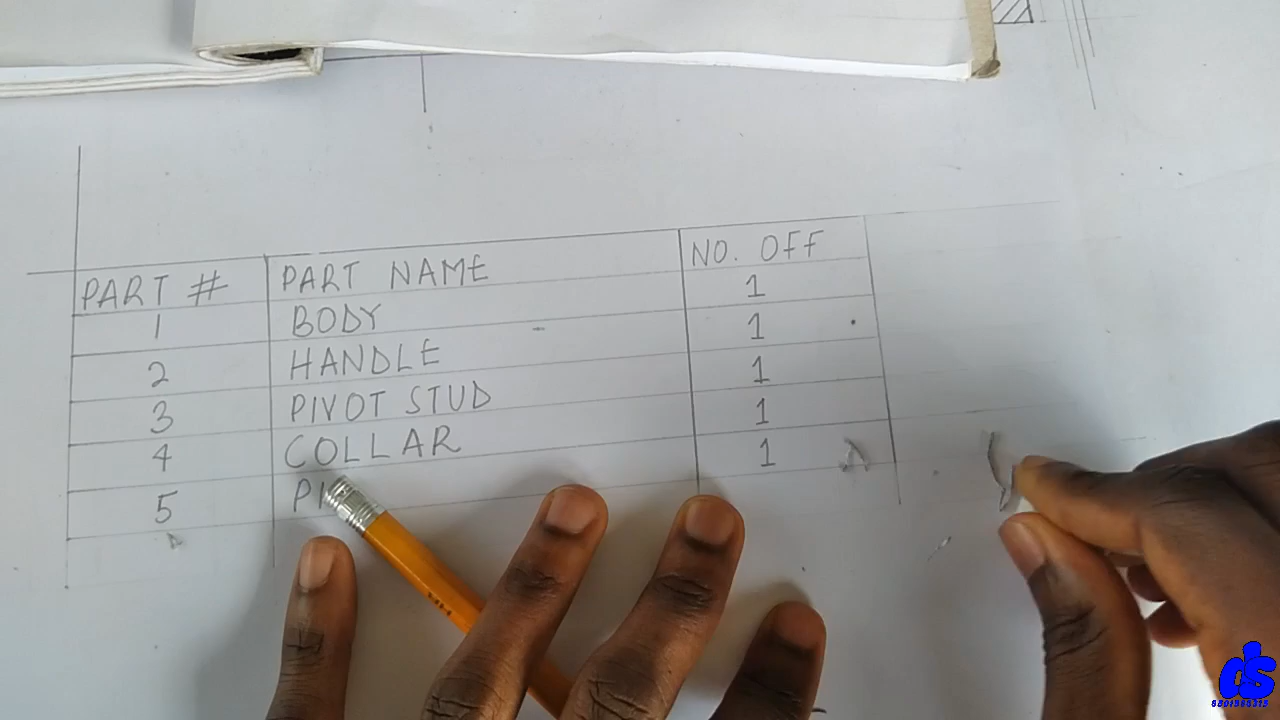 PART # PART NAME NO. OFF
1 BODY 1
2 HANDLE 1
3 PIVOT STUD 1
4 COLLAR 1
5 1
ds